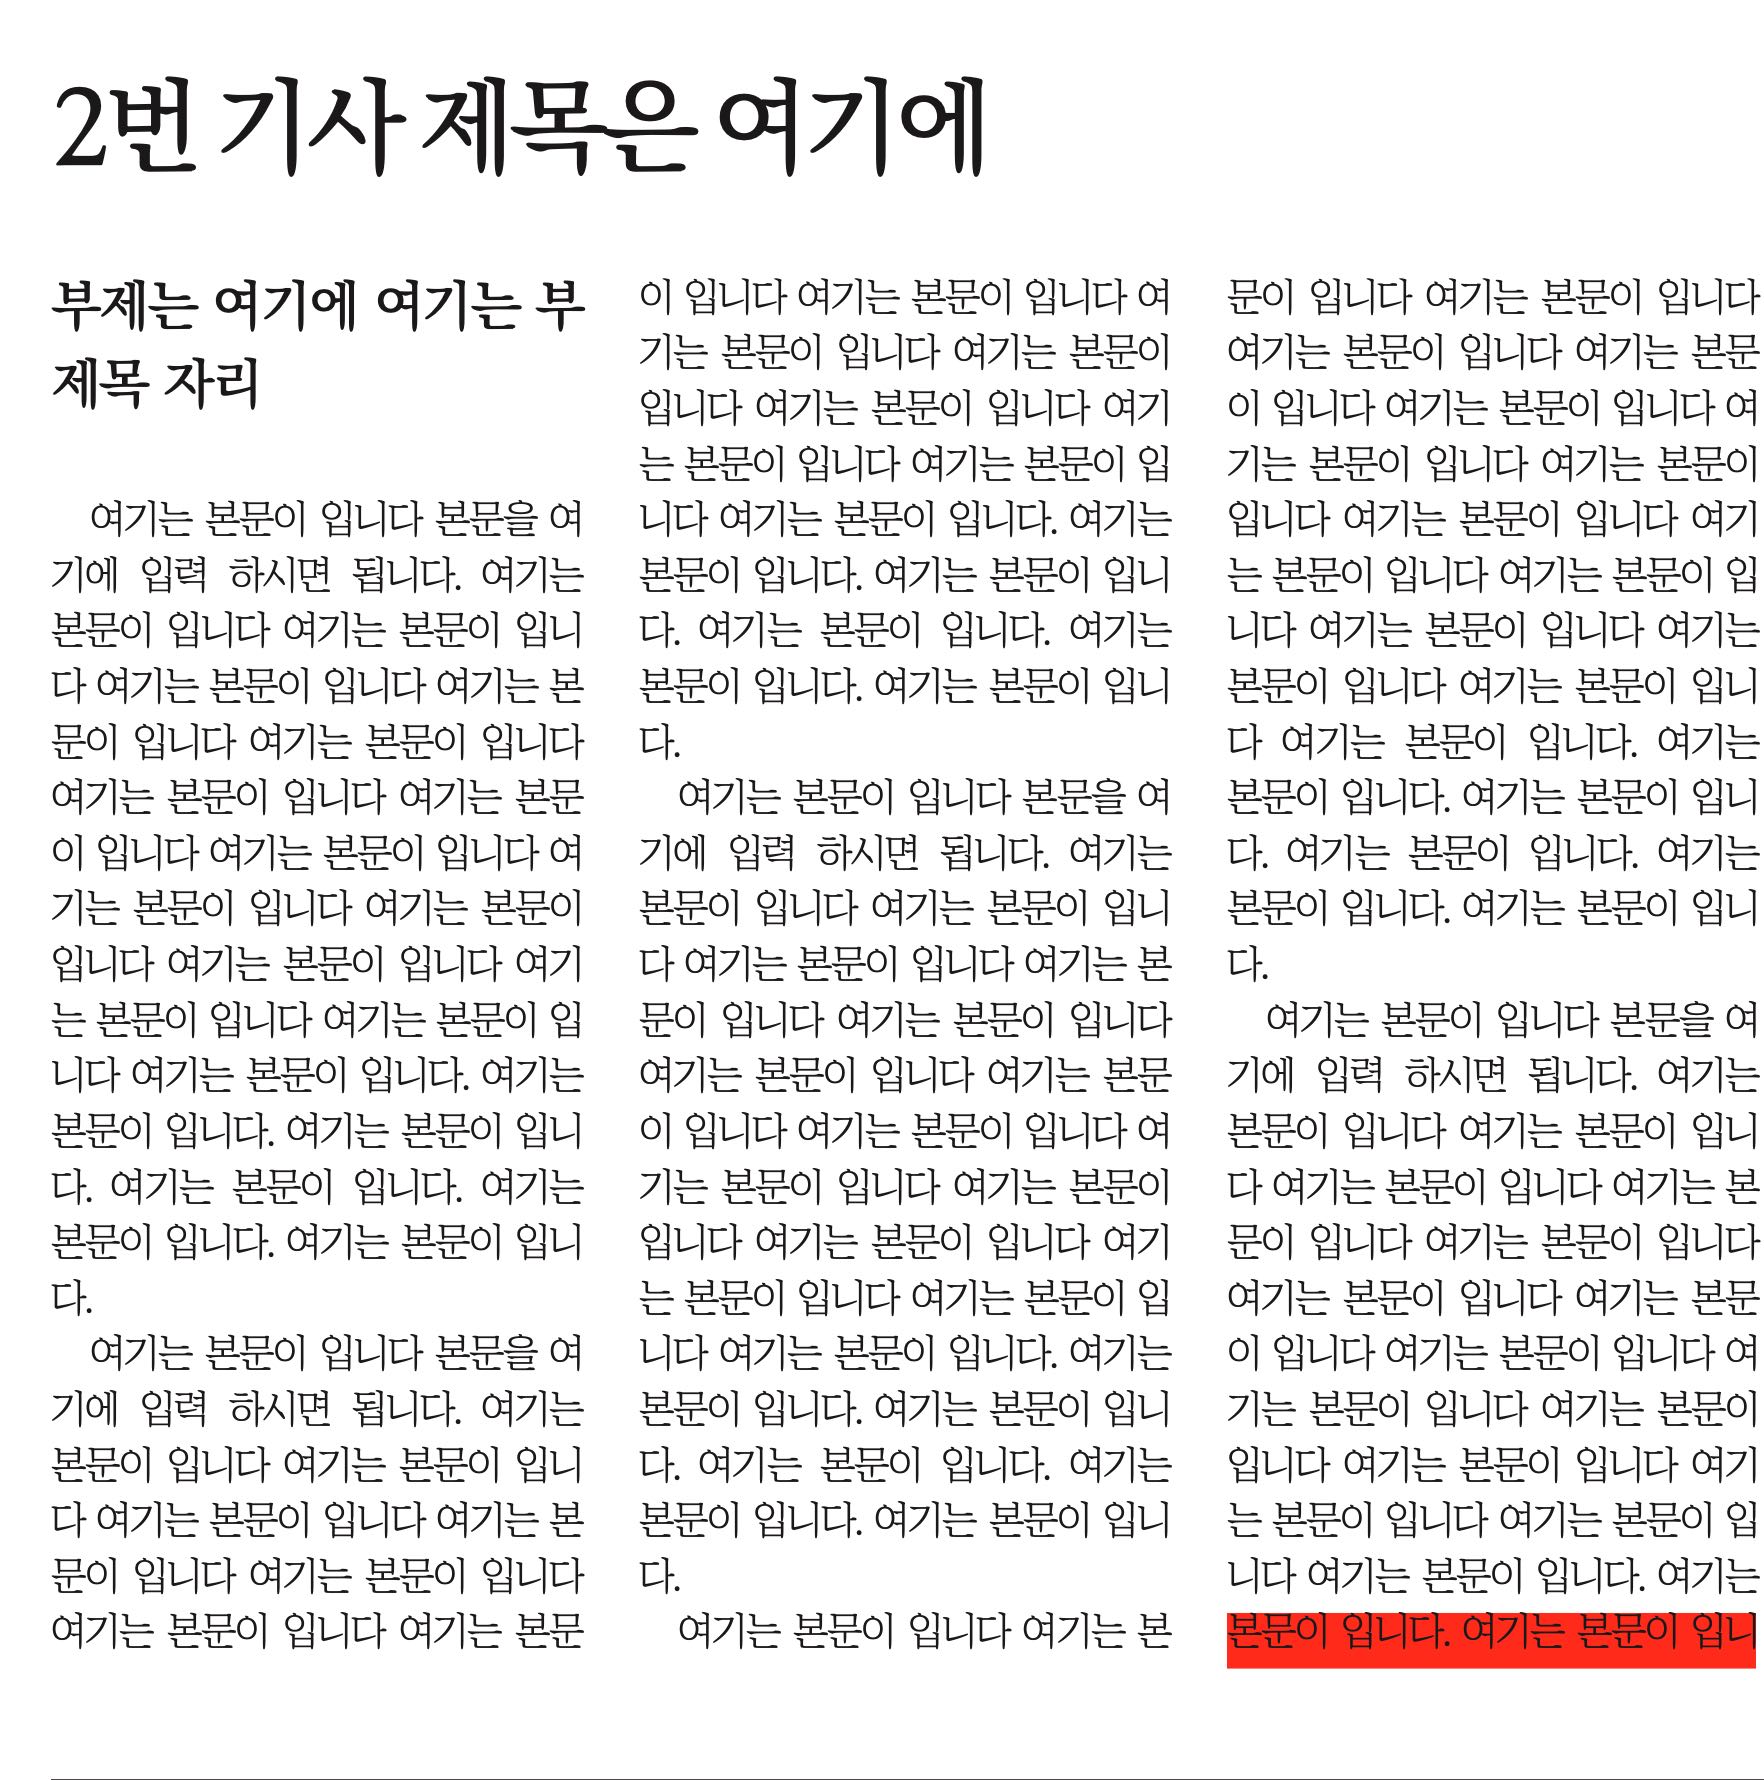 2번 기사 제목은 여기에
부제는 여기에 여기는 부
제목 자리
여기는 본문이 입니다 본문을 여
기에 입력 하시면 됩니다. 여기는
본문이 입니다 여기는 본문이 입니
다 여기는 본문이 입니다 여기는 본
문이 입니다 여기는 본문이 입니다
여기는 본문이 입니다 여기는 본문
이 입니다 여기는 본문이 입니다 여
기는 본문이 입니다 여기는 본문이
입니다 여기는 본문이 입니다 여기
는 본문이 입니다 여기는 본문이 입
니다 여기는 본문이 입니다. 여기는
본문이 입니다. 여기는 본문이 입니
다. 여기는 본문이 입니다. 여기는
본문이 입니다. 여기는 본문이 입니
다.
여기는 본문이 입니다 본문을 여
기에 입력 하시면 됩니다. 여기는
본문이 입니다 여기는 본문이 입니
다 여기는 본문이 입니다 여기는 본
문이 입니다 여기는 본문이 입니다
여기는 본문이 입니다 여기는 본문
이 입니다 여기는 본문이 입니다 여
기는 본문이 입니다 여기는 본문이
입니다 여기는 본문이 입니다 여기
는 본문이 입니다 여기는 본문이 입
니다 여기는 본문이 입니다. 여기는
본문이 입니다. 여기는 본문이 입니
다. 여기는 본문이 입니다. 여기는
본문이 입니다. 여기는 본문이 입니
다.
여기는 본문이 입니다 본문을 여
기에 입력 하시면 됩니다. 여기는
본문이 입니다 여기는 본문이 입니
다 여기는 본문이 입니다 여기는 본
문이 입니다 여기는 본문이 입니다
여기는 본문이 입니다 여기는 본문
이 입니다 여기는 본문이 입니다 여
기는 본문이 입니다 여기는 본문이
입니다 여기는 본문이 입니다 여기
는 본문이 입니다 여기는 본문이 입
니다 여기는 본문이 입니다. 여기는
본문이 입니다. 여기는 본문이 입니
다. 여기는 본문이 입니다. 여기는
본문이 입니다. 여기는 본문이 입니
다.
여기는 본문이 입니다 여기는 본
문이 입니다 여기는 본문이 입니다
여기는 본문이 입니다 여기는 본문
이 입니다 여기는 본문이 입니다 여
기는 본문이 입니다 여기는 본문이
입니다 여기는 본문이 입니다 여기
는 본문이 입니다 여기는 본문이 입
니다 여기는 본문이 입니다 여기는
본문이 입니다 여기는 본문이 입니
다 여기는 본문이 입니다. 여기는
본문이 입니다. 여기는 본문이 입니
다. 여기는 본문이 입니다. 여기는
본문이 입니다. 여기는 본문이 입니
다.
여기는 본문이 입니다 본문을 여
기에 입력 하시면 됩니다. 여기는
본문이 입니다 여기는 본문이 입니
다 여기는 본문이 입니다 여기는 본
문이 입니다 여기는 본문이 입니다
여기는 본문이 입니다 여기는 본문
이 입니다 여기는 본문이 입니다 여
기는 본문이 입니다 여기는 본문이
입니다 여기는 본문이 입니다 여기
는 본문이 입니다 여기는 본문이 입
니다 여기는 본문이 입니다. 여기는
본문이 입니다. 여기는 본문이 입니